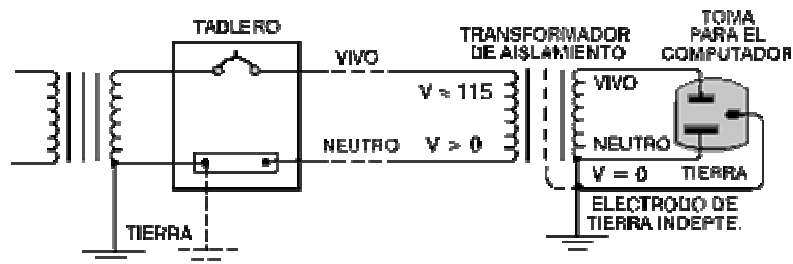 TABLERO
VIVO
NEUTRO
TIERRA
TRANSFORMADOR
DE AISLAMIENTO
V = 115
V > 0
TOMA
PARA EL
COMPUTADOR
VIVO
NEUTRO
V = 0
TIERRA
ELECTRODO DE
TIERRA INDEPTE.